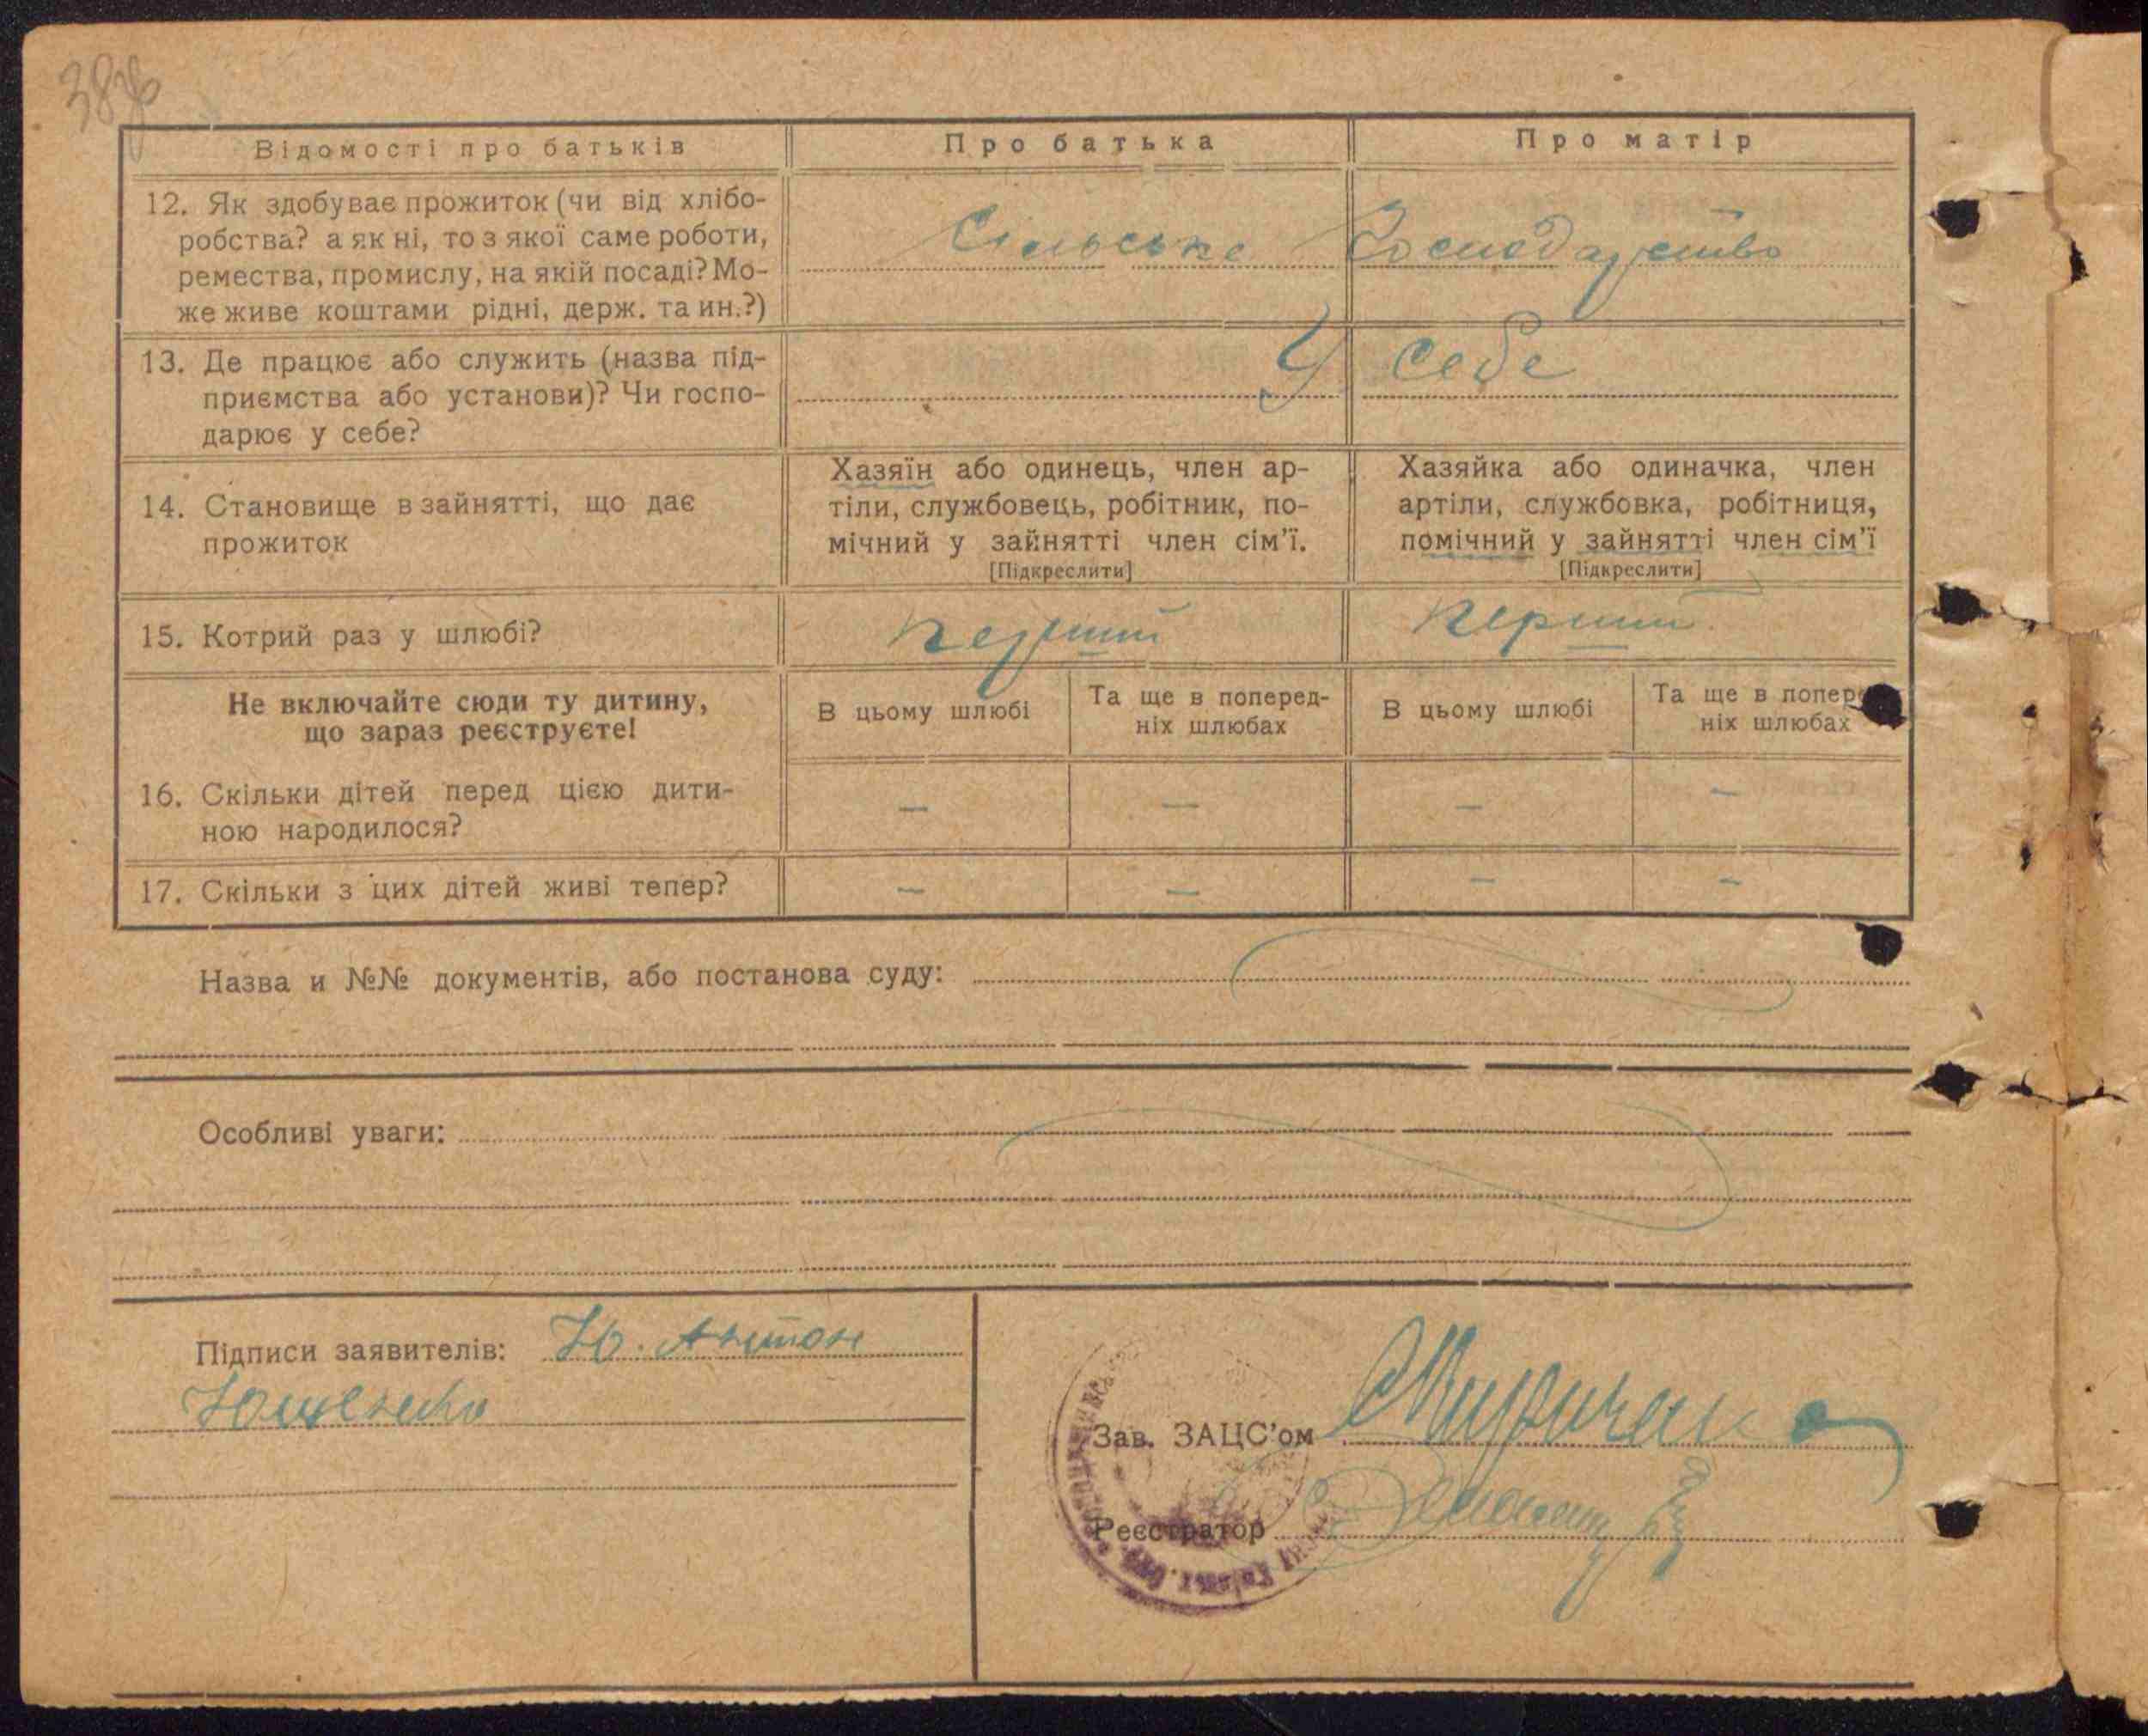 38
Відомості про батьків
Про батька
Про матір
12. Як здобуває прожиток (чи від хлібо-
робства? а як ні, то з якої саме роботи,
ремества, промислу, на якій посаді? Мо-
же живе коштами рідні, держ. та ин.?)
Сільське Господарство
13. Де працює або служить (назва під-
приємства або установи)? Чи госпо-
дарює у себе?
У себе
14. Становище в зайнятті, що дає
прожиток
Хазяїн або одинець, член ар-
тіли, службовець, робітник, по-
мічний у зайнятті член сім'ї.
[Підкреслити]
Хазяйка або одиначка, член
артіли, службовка, робітниця,
помічний у зайнятті член сім'ї
[Підкреслити]
15. Котрий раз у шлюбі?
перший
перший
Не включайте сюди ту дитину,
що зараз реєструєте!
В цьому шлюбі
Та ще в поперед-
ніх шлюбах
В цьому шлюбі
Та ще в попере
ніх шлюбах
16. Скільки дітей перед цією дити-
ною народилося?
— — — —
17. Скільки з цих дітей живі тепер?
— — — —
Назва и №№ документів, або постанова суду:
Особливі уваги:
Підписи заявителів: Ю. Антон
Ющенко
Зав. ЗАЦС'ом
Реєстратор